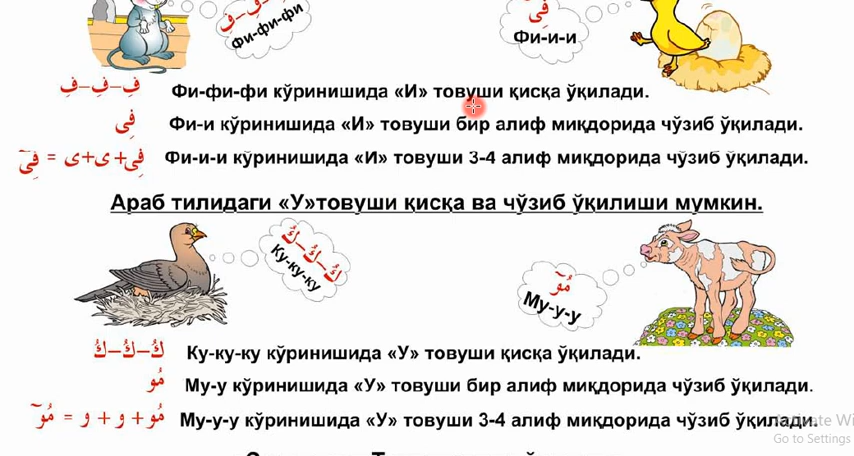 فِ–فِ–فِ
Фи-фи-фи
فِىٓ
Фи-и-и
فِ–فِ–فِ Фи-фи-фи кўринишида «И» товуши қисқа ўқилади.
فِى Фи-и кўринишида «И» товуши бир алиф миқдорида чўзиб ўқилади.
فِى+ى+ى = فِىٓ Фи-и-и кўринишида «И» товуши 3-4 алиф миқдорида чўзиб ўқилади.
Араб тилидаги «У»товуши қисқа ва чўзиб ўқилиши мумкин.
كُ–كُ–كُ
Ку-ку-ку
مُوٓ
Му-у-у
كُ–كُ–كُ Ку-ку-ку кўринишида «У» товуши қисқа ўқилади.
مُو Му-у кўринишида «У» товуши бир алиф миқдорида чўзиб ўқилади.
مُو + و + و = مُوٓ Му-у-у кўринишида «У» товуши 3-4 алиф миқдорида чўзиб ўқилади.
Go to Settings